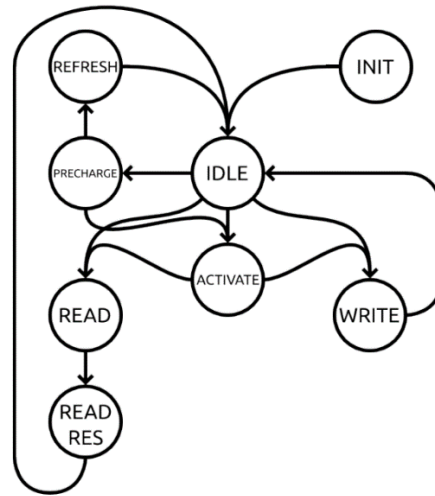 REFRESH
INIT
PRECHARGE
IDLE
READ
ACTIVATE
WRITE
READ
RES